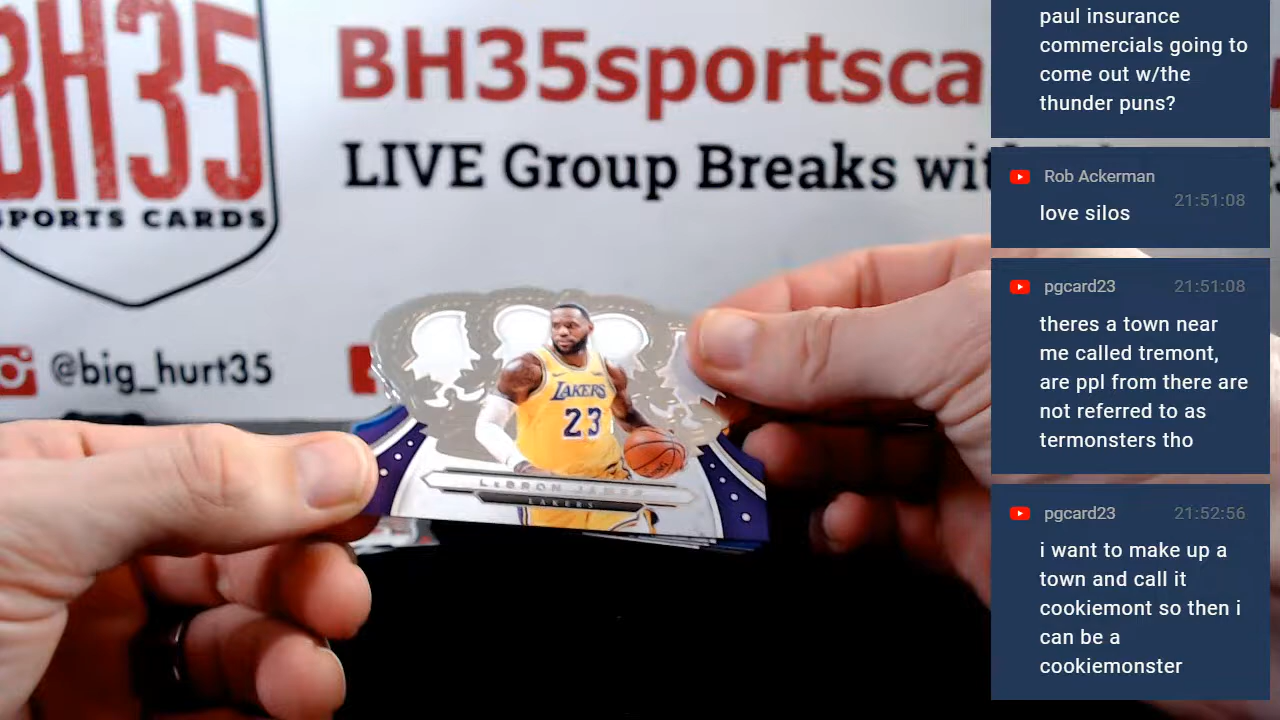 BH35
SPORTS CARDS
BH35sportsca
LIVE Group Breaks wit
@big_hurt35
LAKERS
23
LEBRON JAMES
LAKERS
paul insurance
commercials going to
come out w/the
thunder puns?
Rob Ackerman
21:51:08
love silos
pgcard23
21:51:08
theres a town near
me called tremont,
are ppl from there are
not referred to as
termonsters tho
pgcard23
21:52:56
i want to make up a
town and call it
cookiemont so then i
can be a
cookiemonster